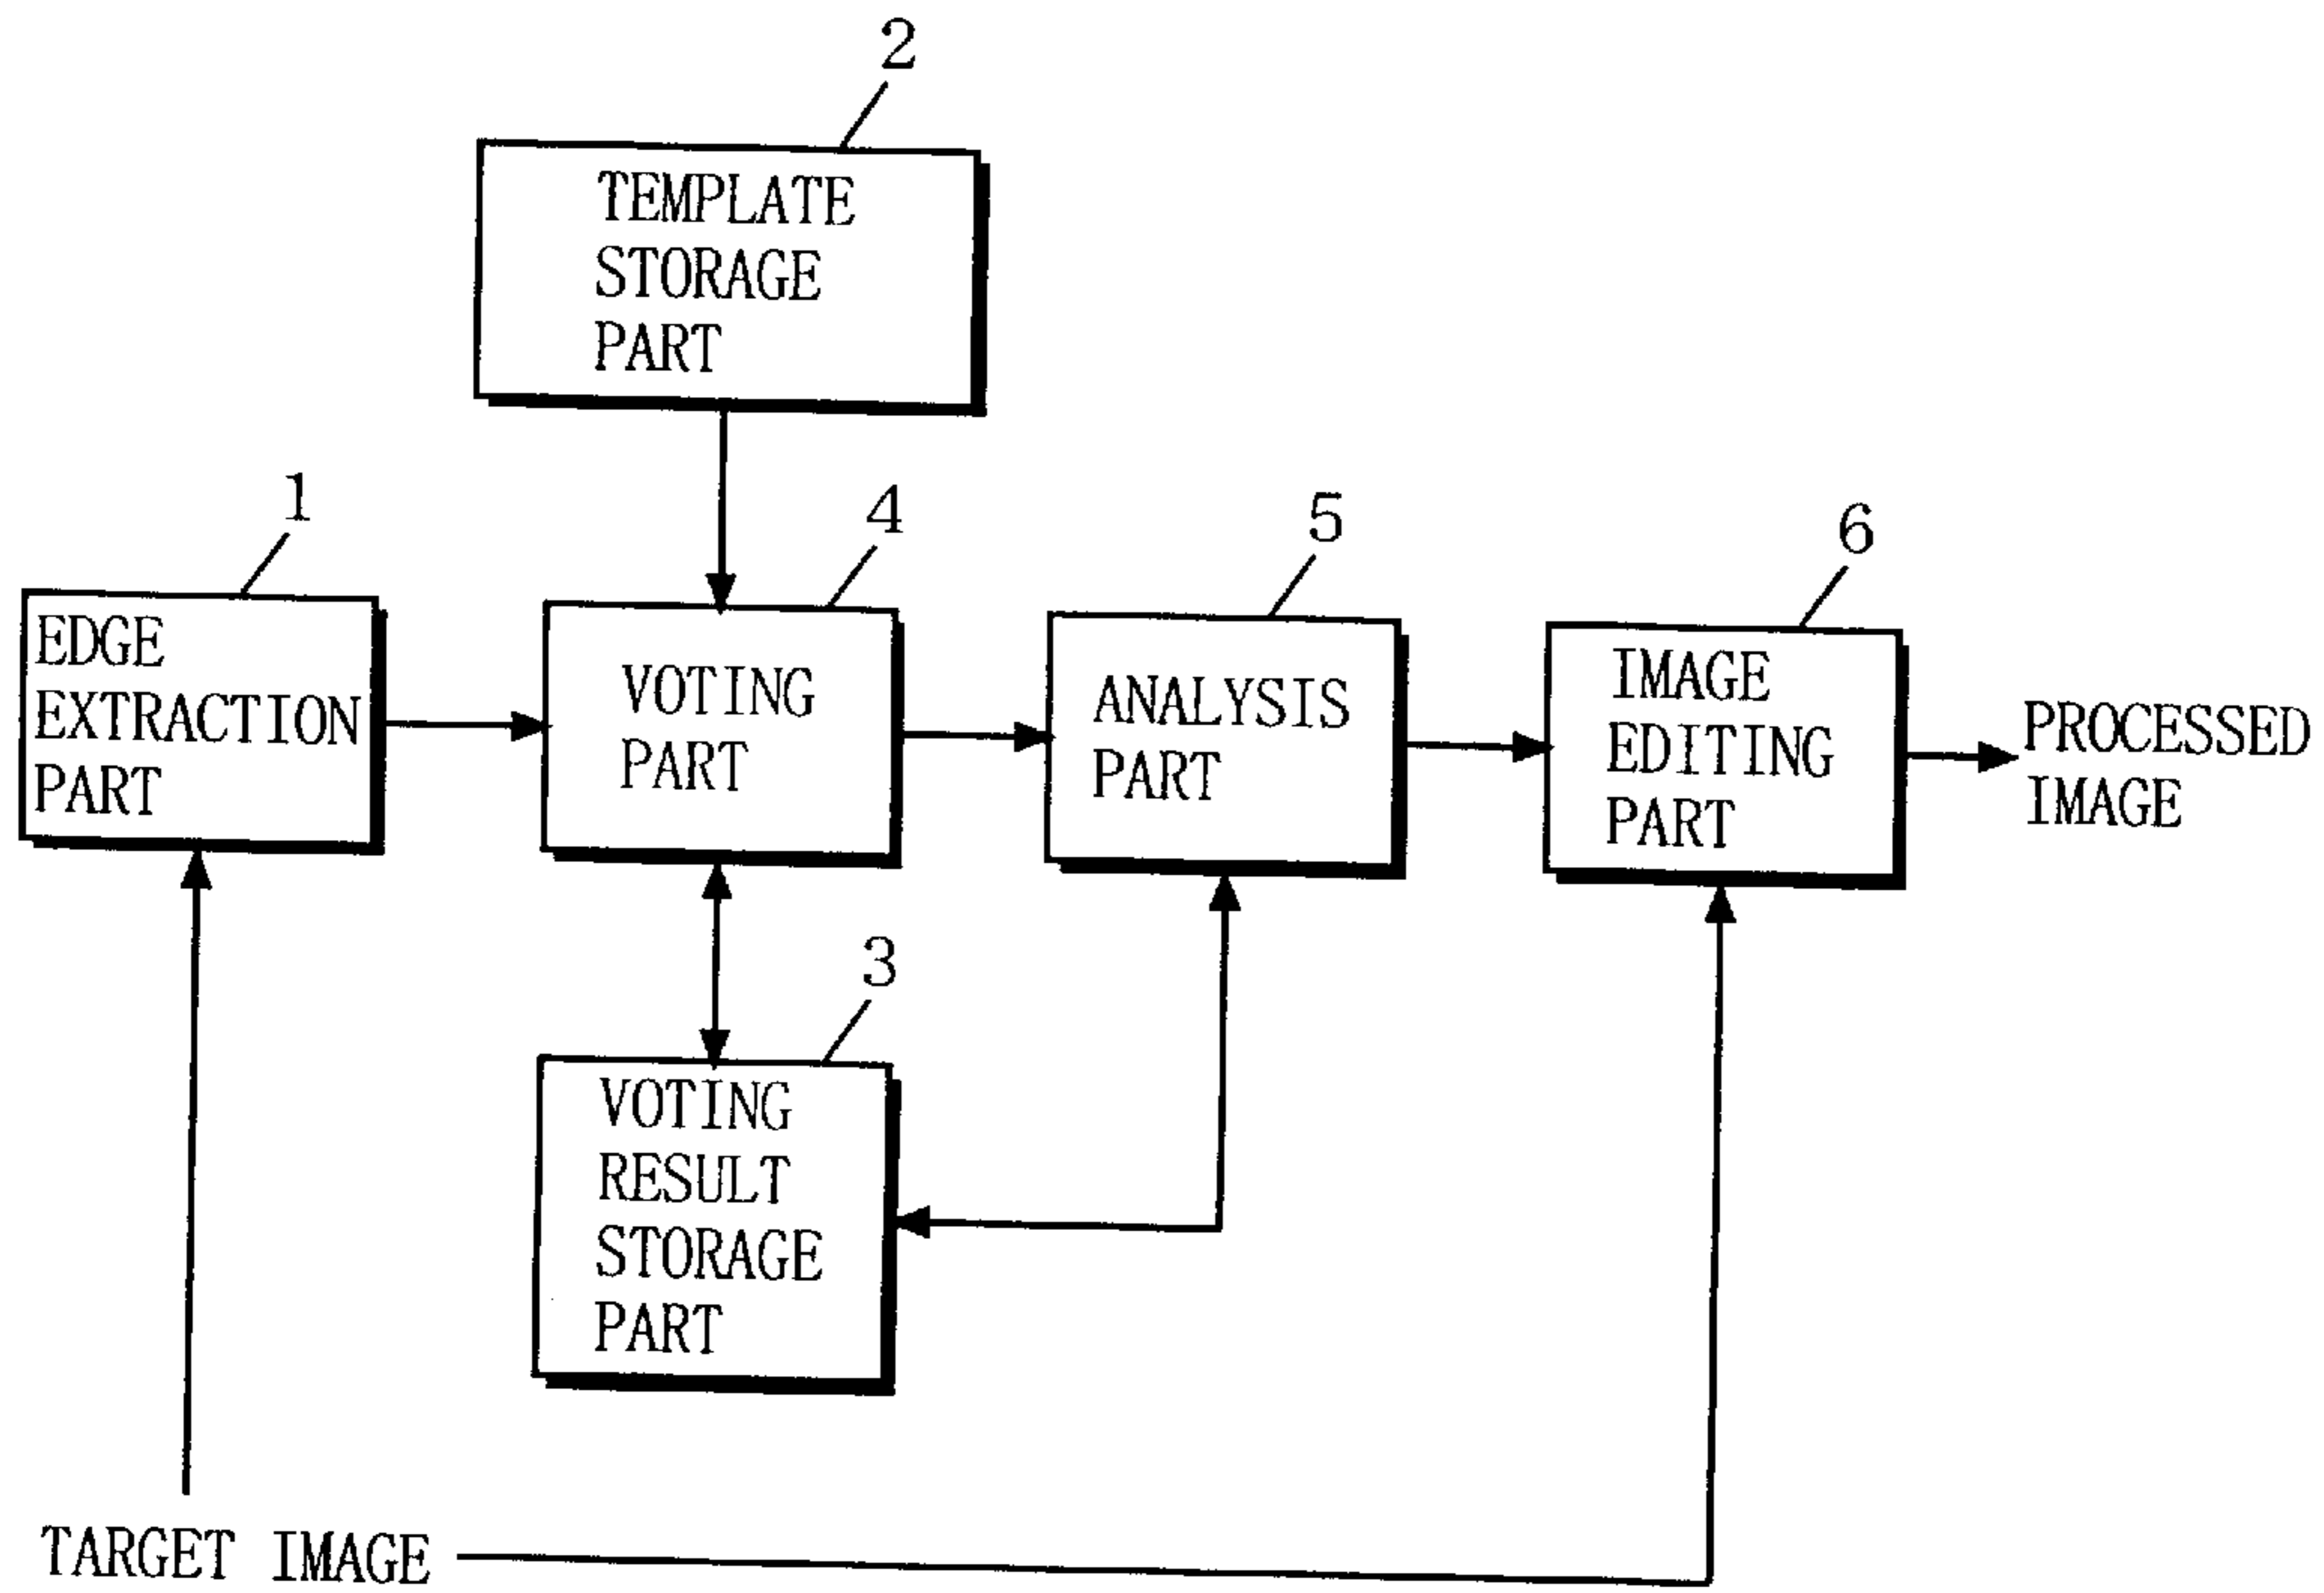 2
TEMPLATE
STORAGE
PART
1
EDGE
EXTRACTION
PART
4
VOTING
PART
5
ANALYSIS
PART
6
IMAGE
EDITING
PART
PROCESSED
IMAGE
3
VOTING
RESULT
STORAGE
PART
TARGET IMAGE